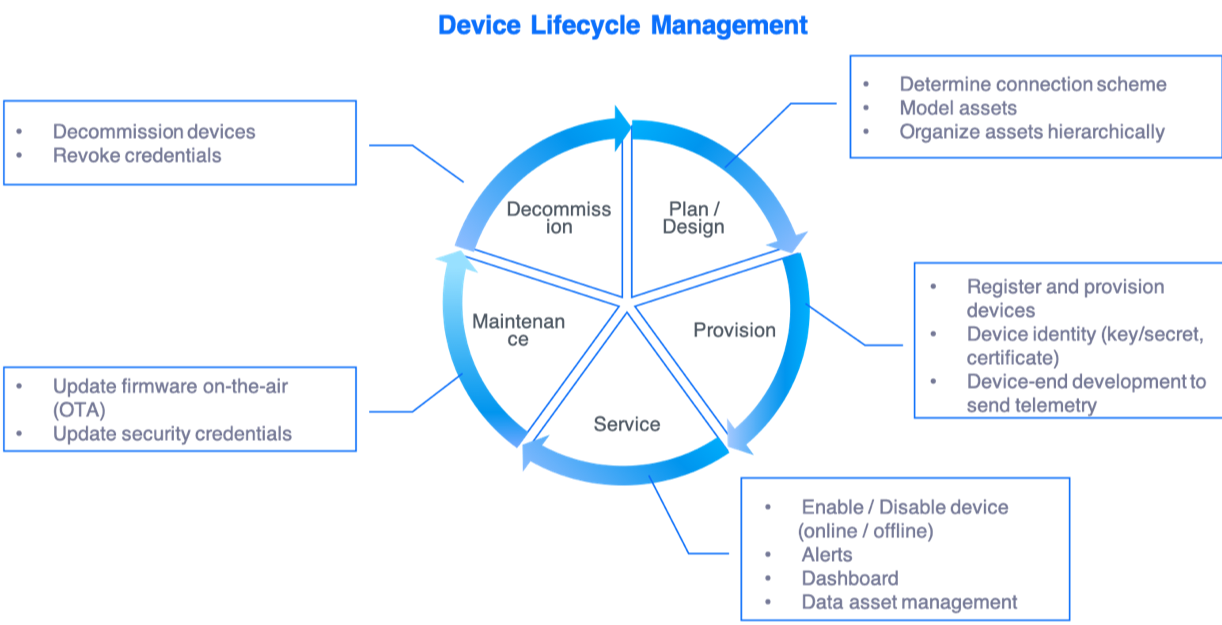 Device Lifecycle Management
• Determine connection scheme
• Model assets
• Organize assets hierarchically
• Decommission devices
• Revoke credentials
Decommiss
ion
Plan /
Design
• Register and provision
devices
• Device identity (key/secret,
certificate)
• Device-end development to
send telemetry
Maintenan
ce
Provision
• Update firmware on-the-air
(OTA)
• Update security credentials
Service
• Enable / Disable device
(online / offline)
• Alerts
• Dashboard
• Data asset management